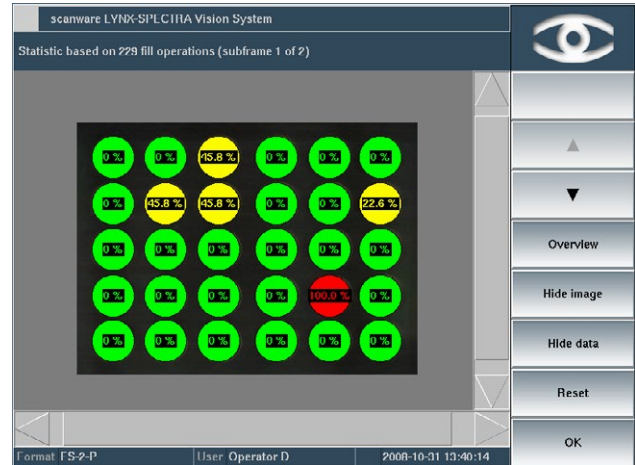 scanware LYNX-SPECTRA Vision System
Statistic based on 229 fill operations (subframe 1 of 2)
0 % 0 % 45.8 % 0 % 0 % 0 %
0 % 45.8 % 45.8 % 0 % 0 % 22.6 %
0 % 0 % 0 % 0 % 0 % 0 %
0 % 0 % 0 % 0 % 100.0 % 0 %
0 % 0 % 0 % 0 % 0 % 0 %
Overview
Hide image
Hide data
Reset
OK
Format FS-2-P User Operator D 2008-10-31 13:40:14